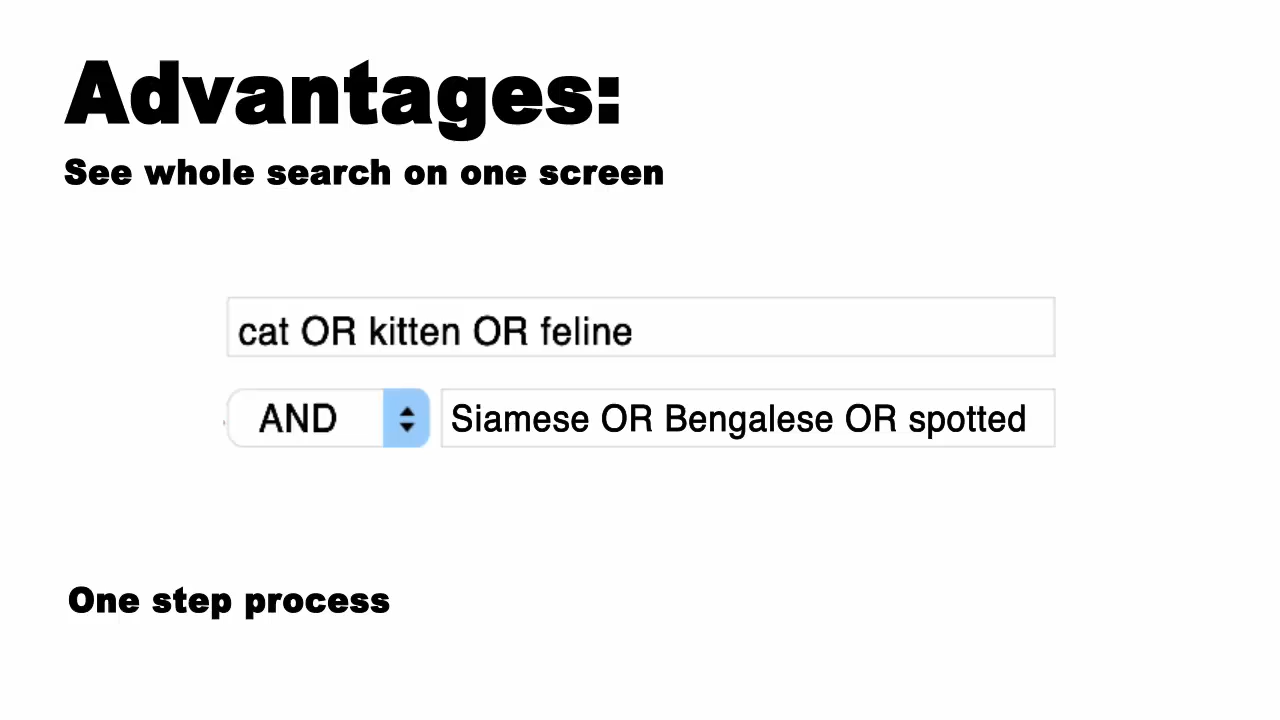 Advantages:
See whole search on one screen
cat OR kitten OR feline
AND Siamese OR Bengalese OR spotted
One step process